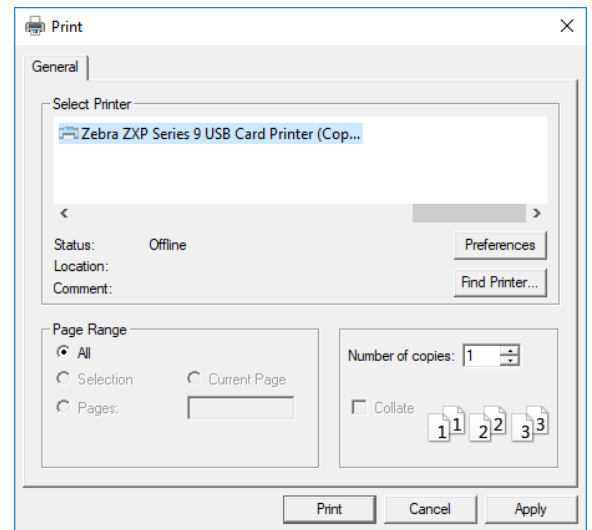 Print
General
Select Printer
Zebra ZXP Series 9 USB Card Printer (Cop...
Status: Offline
Preferences
Location:
Comment:
Find Printer...
Page Range
All
Selection
Current Page
Pages:
Number of copies: 1
Collate
1 1 2 2 3 3
Print
Cancel
Apply